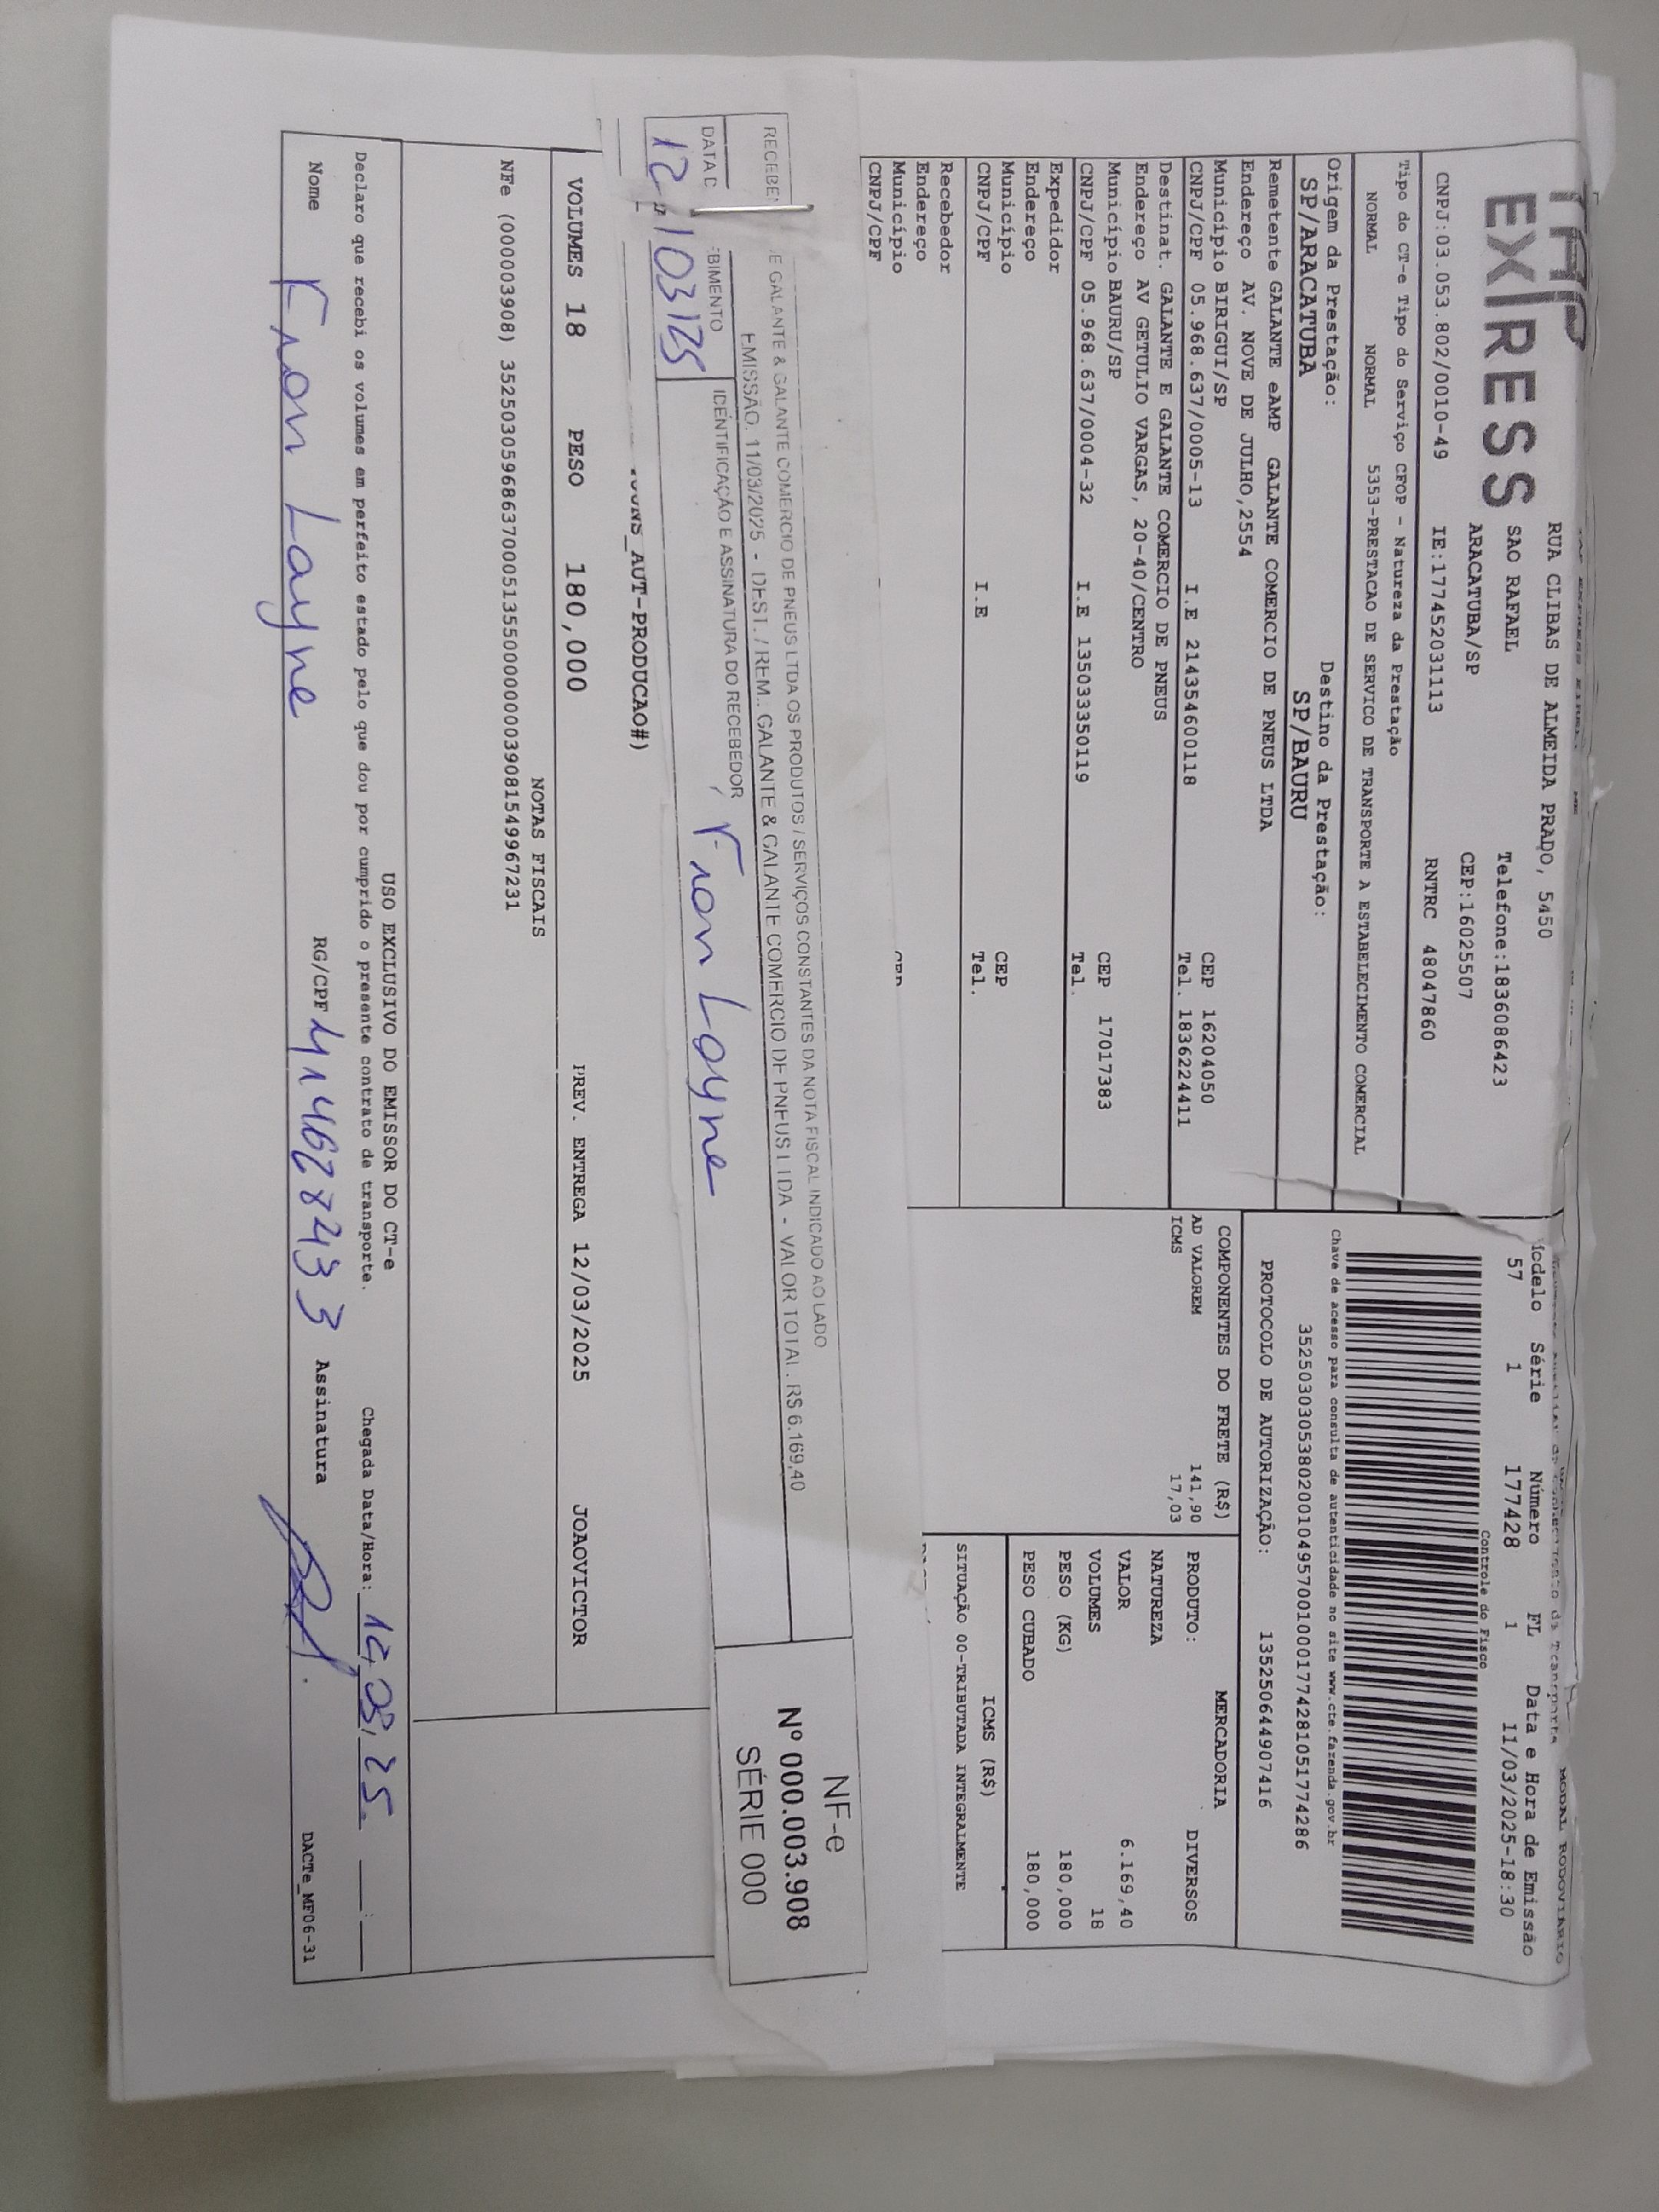 EXPRESS
RUA CLIBAS DE ALMEIDA PRADO, 5450
SAO RAFAEL Telefone:1836086423
ARACATUBA/SP CEP:16025507
CNPJ:03.053.802/0010-49 IE:177452031113 RNTRC 48047860
Tipo do CT-e Tipo do Serviço CFOP - Natureza da Prestação
NORMAL NORMAL 5353-PRESTACAO DE SERVICO DE TRANSPORTE A ESTABELECIMENTO COMERCIAL
Origem da Prestação: Destino da Prestação:
SP/ARACATUBA SP/BAURU
Remetente GALANTE eAMP GALANTE COMERCIO DE PNEUS LTDA
Endereço AV. NOVE DE JULHO,2554
Município BIRIGUI/SP CEP 16204050
CNPJ/CPF 05.968.637/0005-13 I.E 214354600118 Tel. 1836224411
Destinat. GALANTE E GALANTE COMERCIO DE PNEUS
Endereço AV GETULIO VARGAS, 20-40/CENTRO
Município BAURU/SP CEP 17017383
CNPJ/CPF 05.968.637/0004-32 I.E 135033350119 Tel.
Expedidor
Endereço
Município CEP
CNPJ/CPF I.E Tel.
Recebedor
Endereço
Município
CNPJ/CPF
MODAL RODOVIARIO
Série Número FL Data e Hora de Emissão
57 1 177428 1 11/03/2025-18:30
Controle do Fisco
Chave de acesso para consulta de autenticidade no site www.cte.fazenda.gov.br
35250303053802001049570010001774281051774286
PROTOCOLO DE AUTORIZAÇÃO: 135250644907416
COMPONENTES DO FRETE (R$)
AD VALOREM 141,90
ICMS 17,03
MERCADORIA
PRODUTO: DIVERSOS
NATUREZA
VALOR 6.169,40
VOLUMES 18
PESO (KG) 180,000
PESO CUBADO 180,000
ICMS (R$)
SITUAÇÃO 00-TRIBUTADA INTEGRALMENTE
E GALANTE & GALANTE COMERCIO DE PNEUS LTDA OS PRODUTOS / SERVIÇOS CONSTANTES DA NOTA FISCAL INDICADO AO LADO
EMISSÃO. 11/03/2025 - DEST. / REM.. GALANTE & GALANTE COMERCIO DE PNEUS LTDA - VALOR TOTAL. R$ 6.169,40
IDENTIFICAÇÃO E ASSINATURA DO RECEBEDOR
12/03/25
NF-e
Nº 000.003.908
SÉRIE 000
AUT-PRODUCAO#)
VOLUMES 18 PESO 180,000 PREV. ENTREGA 12/03/2025 JOAOVICTOR
NOTAS FISCAIS
NFe (000003908) 35250305968637000513550000000039081549967231
USO EXCLUSIVO DO EMISSOR DO CT-e
Declaro que recebi os volumes em perfeito estado pelo que dou por cumprido o presente contrato de transporte. Chegada Data/Hora:
Nome Layne RG/CPF Assinatura
DACTe_MF06-31